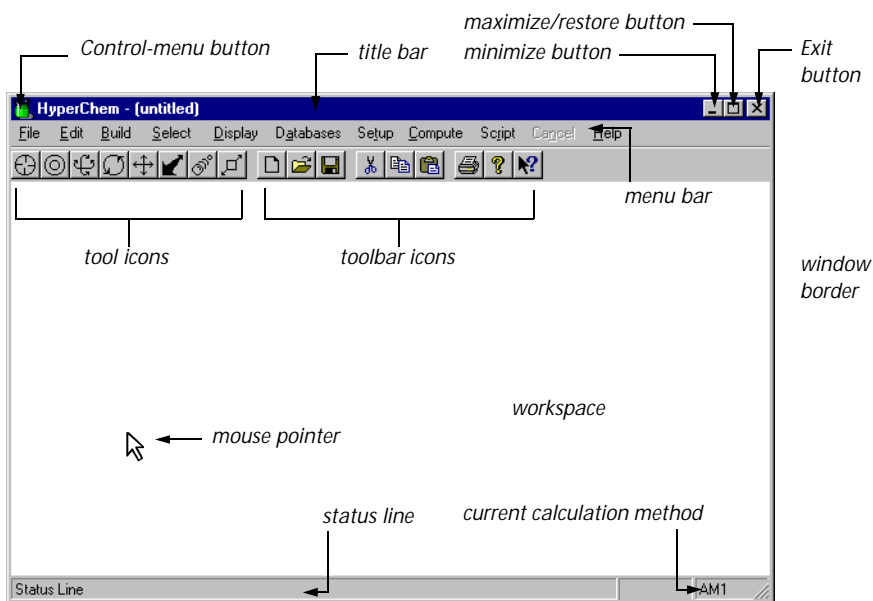 maximize/restore button
Control-menu button
title bar
minimize button
Exit
button
HyperChem - (untitled)
File Edit Build Select Display Databases Setup Compute Script Cancel Help
menu bar
tool icons
toolbar icons
window
border
workspace
mouse pointer
status line
current calculation method
Status Line
AM1